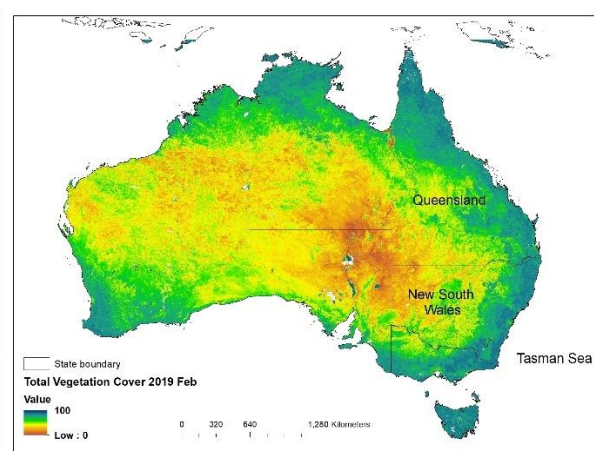 Queensland
New South
Wales
Tasman Sea
State boundary
Total Vegetation Cover 2019 Feb
Value
100
Low : 0
0 320 640 1,280 Kilometers